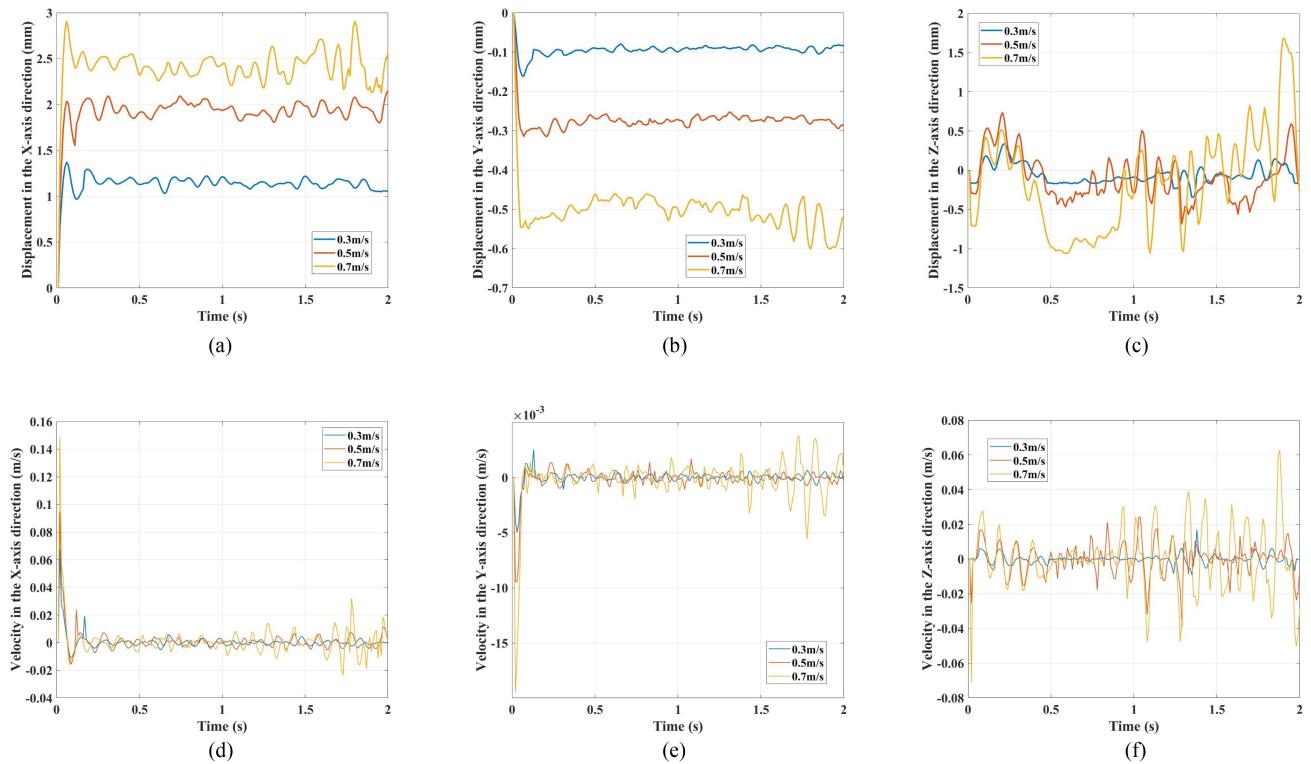 Displacement in the X-axis direction (mm)
3
2.5
2
1.5
1
0.5
0
0 0.5 1 1.5 2
Time (s)
0.3m/s
0.5m/s
0.7m/s
(a)
Displacement in the Y-axis direction (mm)
0
-0.1
-0.2
-0.3
-0.4
-0.5
-0.6
-0.7
0 0.5 1 1.5 2
Time (s)
0.3m/s
0.5m/s
0.7m/s
(b)
Displacement in the Z-axis direction (mm)
2
1.5
1
0.5
0
-0.5
-1
-1.5
0 0.5 1 1.5 2
Time (s)
0.3m/s
0.5m/s
0.7m/s
(c)
Velocity in the X-axis direction (m/s)
0.16
0.14
0.12
0.1
0.08
0.06
0.04
0.02
0
-0.02
-0.04
0 0.5 1 1.5 2
Time (s)
0.3m/s
0.5m/s
0.7m/s
(d)
Velocity in the Y-axis direction (m/s)
×10⁻³
5
0
-5
-10
-15
0 0.5 1 1.5 2
Time (s)
0.3m/s
0.5m/s
0.7m/s
(e)
Velocity in the Z-axis direction (m/s)
0.08
0.06
0.04
0.02
0
-0.02
-0.04
-0.06
-0.08
0 0.5 1 1.5 2
Time (s)
0.3m/s
0.5m/s
0.7m/s
(f)